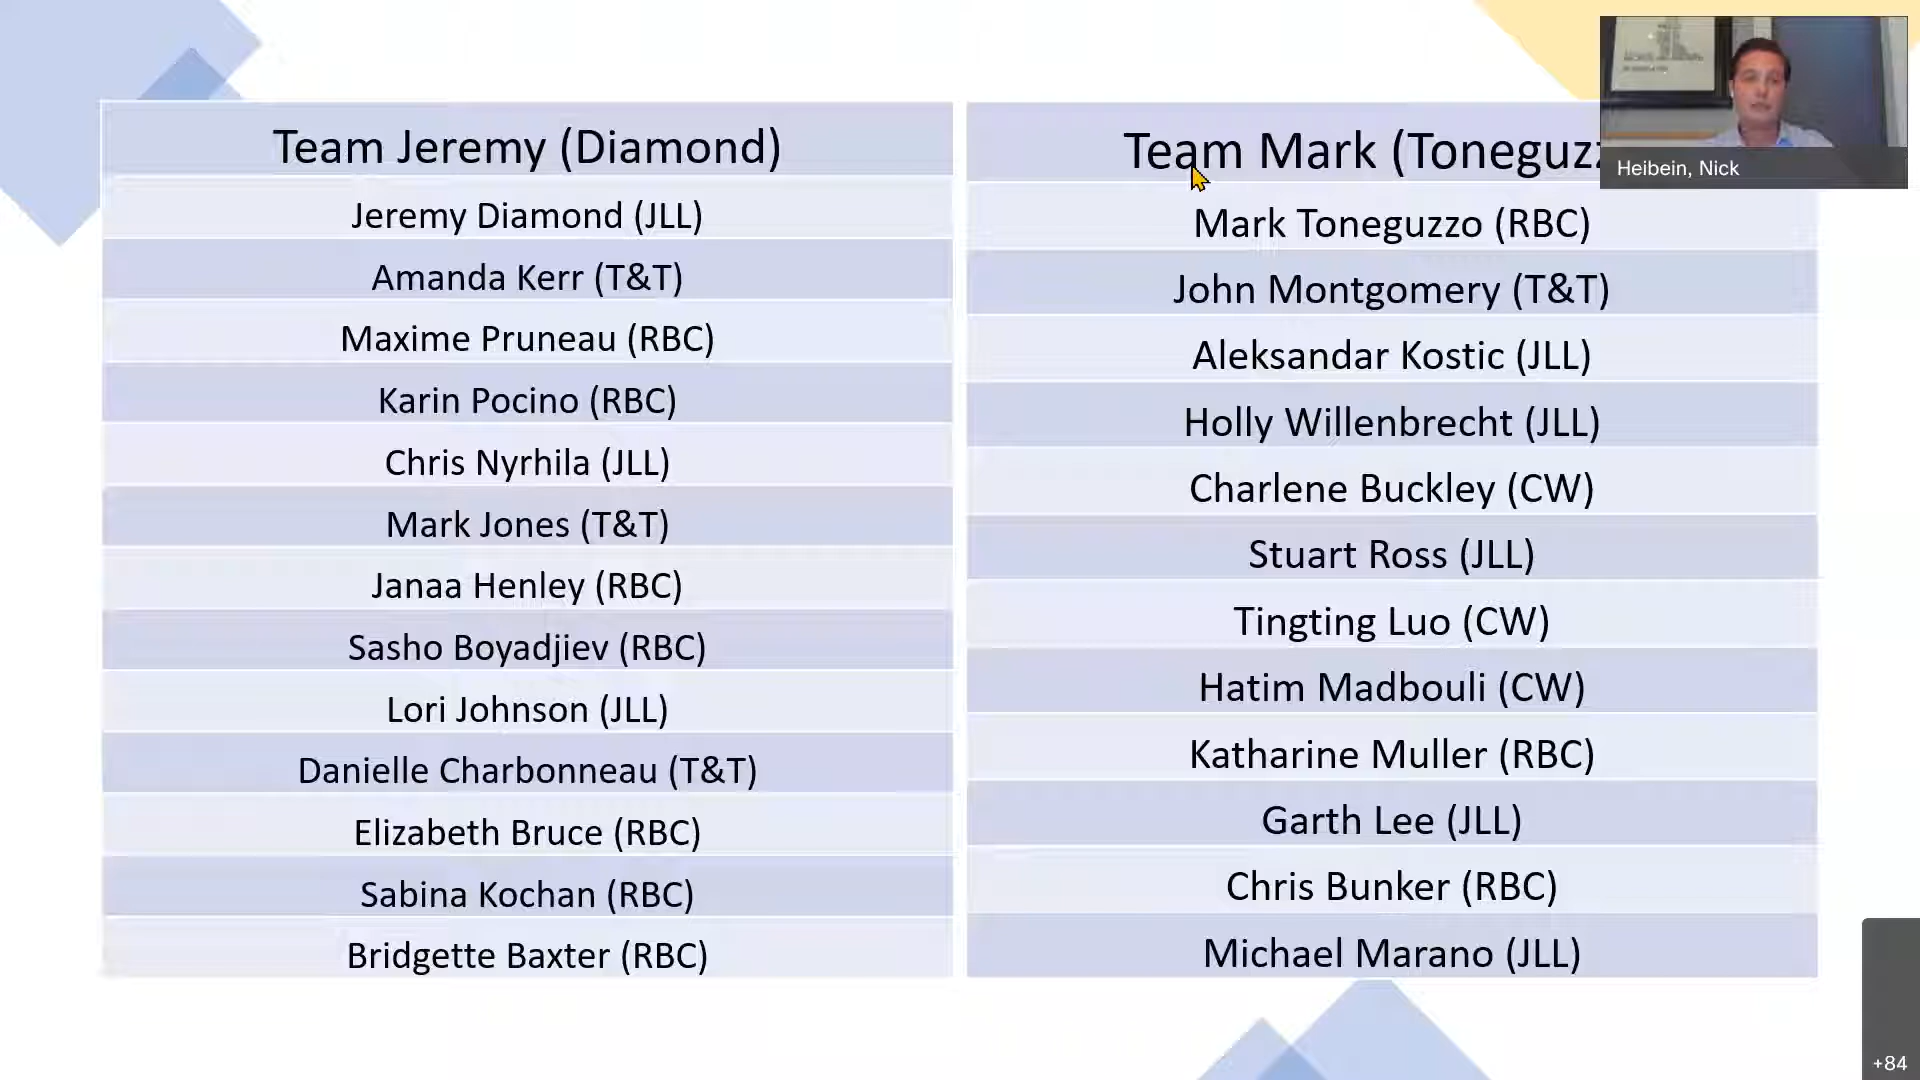 Team Jeremy (Diamond)
Jeremy Diamond (JLL)
Amanda Kerr (T&T)
Maxime Pruneau (RBC)
Karin Pocino (RBC)
Chris Nyrhila (JLL)
Mark Jones (T&T)
Janaa Henley (RBC)
Sasho Boyadjiev (RBC)
Lori Johnson (JLL)
Danielle Charbonneau (T&T)
Elizabeth Bruce (RBC)
Sabina Kochan (RBC)
Bridgette Baxter (RBC)
Team Mark (Toneguzz
Mark Toneguzzo (RBC)
John Montgomery (T&T)
Aleksandar Kostic (JLL)
Holly Willenbrecht (JLL)
Charlene Buckley (CW)
Stuart Ross (JLL)
Tingting Luo (CW)
Hatim Madbouli (CW)
Katharine Muller (RBC)
Garth Lee (JLL)
Chris Bunker (RBC)
Michael Marano (JLL)
Heibein, Nick
+84